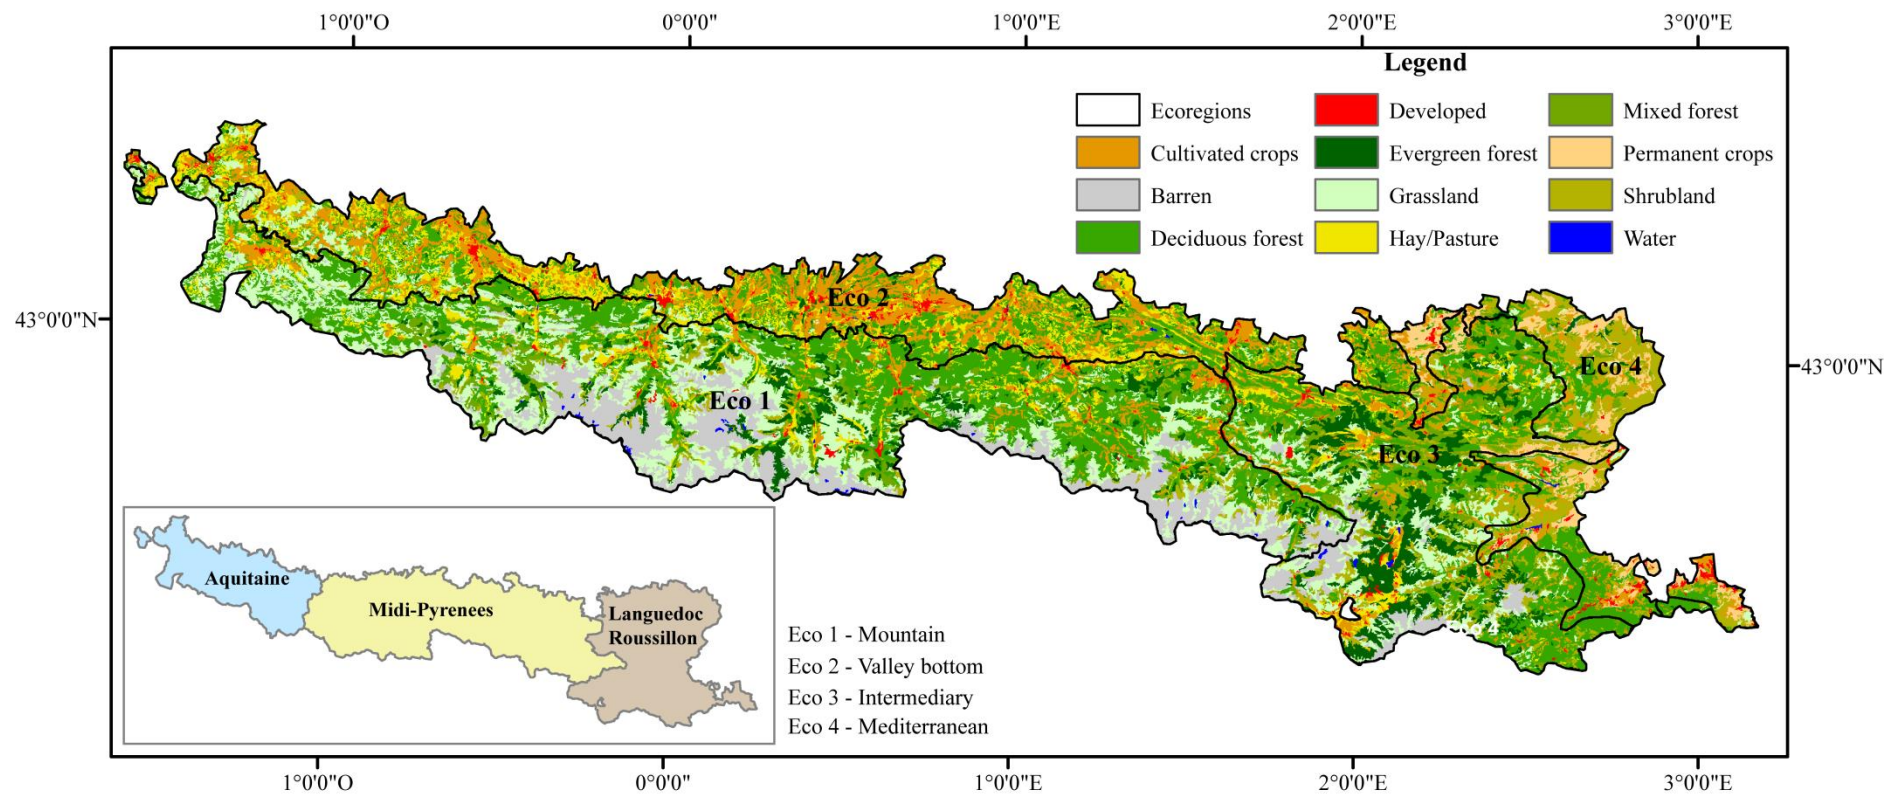 1°0'0"O 0°0'0" 1°0'0"E 2°0'0"E 3°0'0"E
Legend
Ecoregions Developed Mixed forest
Cultivated crops Evergreen forest Permanent crops
Barren Grassland Shrubland
Deciduous forest Hay/Pasture Water
43°0'0"N
43°0'0"N
Eco 2
Eco 4
Eco 1
Eco 3
Eco 4
Aquitaine
Midi-Pyrenees
Languedoc
Roussillon
Eco 1 - Mountain
Eco 2 - Valley bottom
Eco 3 - Intermediary
Eco 4 - Mediterranean
1°0'0"O 0°0'0" 1°0'0"E 2°0'0"E 3°0'0"E